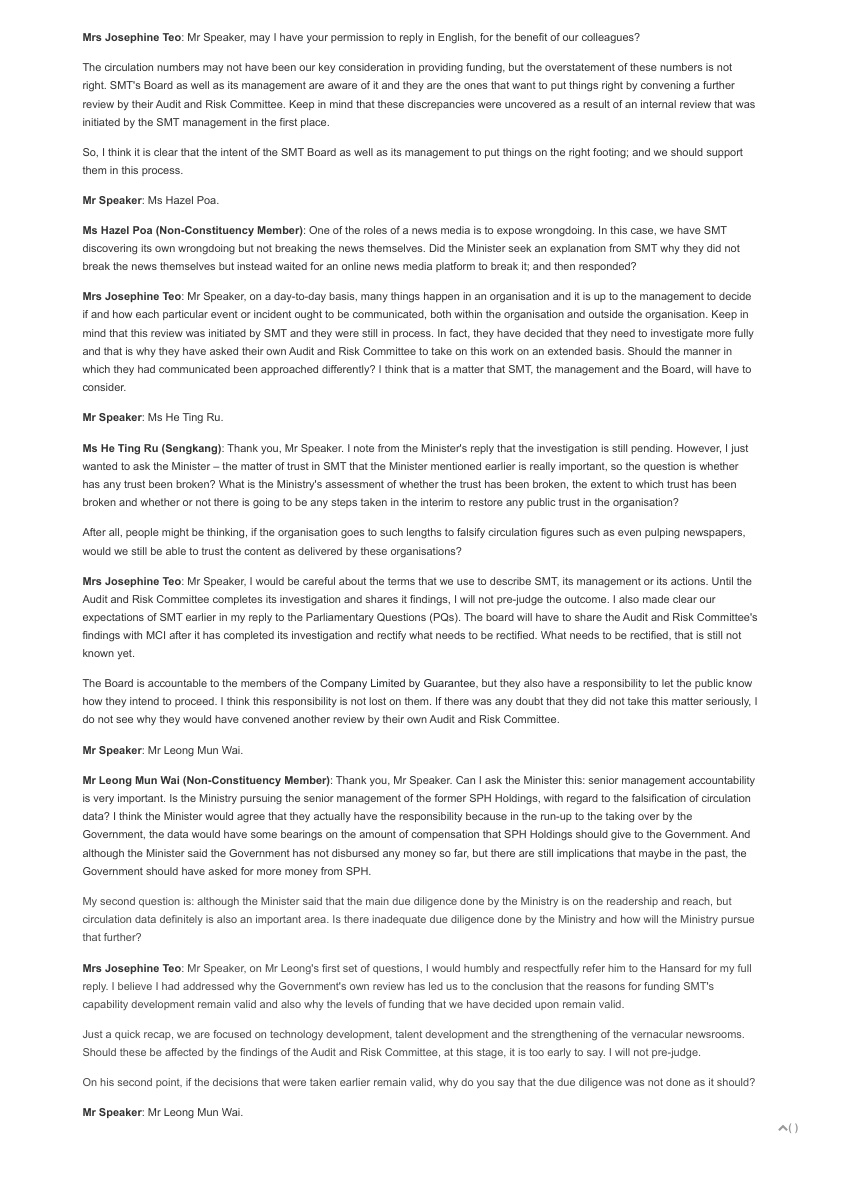 Mrs Josephine Teo: Mr Speaker, may I have your permission to reply in English, for the benefit of our colleagues?
The circulation numbers may not have been our key consideration in providing funding, but the overstatement of these numbers is not
right. SMT's Board as well as its management are aware of it and they are the ones that want to put things right by convening a further
review by their Audit and Risk Committee. Keep in mind that these discrepancies were uncovered as a result of an internal review that was
initiated by the SMT management in the first place.
So, I think it is clear that the intent of the SMT Board as well as its management to put things on the right footing; and we should support
them in this process.
Mr Speaker: Ms Hazel Poa.
Ms Hazel Poa (Non-Constituency Member): One of the roles of a news media is to expose wrongdoing. In this case, we have SMT
discovering its own wrongdoing but not breaking the news themselves. Did the Minister seek an explanation from SMT why they did not
break the news themselves but instead waited for an online news media platform to break it; and then responded?
Mrs Josephine Teo: Mr Speaker, on a day-to-day basis, many things happen in an organisation and it is up to the management to decide
if and how each particular event or incident ought to be communicated, both within the organisation and outside the organisation. Keep in
mind that this review was initiated by SMT and they were still in process. In fact, they have decided that they need to investigate more fully
and that is why they have asked their own Audit and Risk Committee to take on this work on an extended basis. Should the manner in
which they had communicated been approached differently? I think that is a matter that SMT, the management and the Board, will have to
consider.
Mr Speaker: Ms He Ting Ru.
Ms He Ting Ru (Sengkang): Thank you, Mr Speaker. I note from the Minister's reply that the investigation is still pending. However, I just
wanted to ask the Minister – the matter of trust in SMT that the Minister mentioned earlier is really important, so the question is whether
has any trust been broken? What is the Ministry's assessment of whether the trust has been broken, the extent to which trust has been
broken and whether or not there is going to be any steps taken in the interim to restore any public trust in the organisation?
After all, people might be thinking, if the organisation goes to such lengths to falsify circulation figures such as even pulping newspapers,
would we still be able to trust the content as delivered by these organisations?
Mrs Josephine Teo: Mr Speaker, I would be careful about the terms that we use to describe SMT, its management or its actions. Until the
Audit and Risk Committee completes its investigation and shares it findings, I will not pre-judge the outcome. I also made clear our
expectations of SMT earlier in my reply to the Parliamentary Questions (PQs). The board will have to share the Audit and Risk Committee's
findings with MCI after it has completed its investigation and rectify what needs to be rectified. What needs to be rectified, that is still not
known yet.
The Board is accountable to the members of the Company Limited by Guarantee, but they also have a responsibility to let the public know
how they intend to proceed. I think this responsibility is not lost on them. If there was any doubt that they did not take this matter seriously, I
do not see why they would have convened another review by their own Audit and Risk Committee.
Mr Speaker: Mr Leong Mun Wai.
Mr Leong Mun Wai (Non-Constituency Member): Thank you, Mr Speaker. Can I ask the Minister this: senior management accountability
is very important. Is the Ministry pursuing the senior management of the former SPH Holdings, with regard to the falsification of circulation
data? I think the Minister would agree that they actually have the responsibility because in the run-up to the taking over by the
Government, the data would have some bearings on the amount of compensation that SPH Holdings should give to the Government. And
although the Minister said the Government has not disbursed any money so far, but there are still implications that maybe in the past, the
Government should have asked for more money from SPH.
My second question is: although the Minister said that the main due diligence done by the Ministry is on the readership and reach, but
circulation data definitely is also an important area. Is there inadequate due diligence done by the Ministry and how will the Ministry pursue
that further?
Mrs Josephine Teo: Mr Speaker, on Mr Leong's first set of questions, I would humbly and respectfully refer him to the Hansard for my full
reply. I believe I had addressed why the Government's own review has led us to the conclusion that the reasons for funding SMT's
capability development remain valid and also why the levels of funding that we have decided upon remain valid.
Just a quick recap, we are focused on technology development, talent development and the strengthening of the vernacular newsrooms.
Should these be affected by the findings of the Audit and Risk Committee, at this stage, it is too early to say. I will not pre-judge.
On his second point, if the decisions that were taken earlier remain valid, why do you say that the due diligence was not done as it should?
Mr Speaker: Mr Leong Mun Wai.
( )